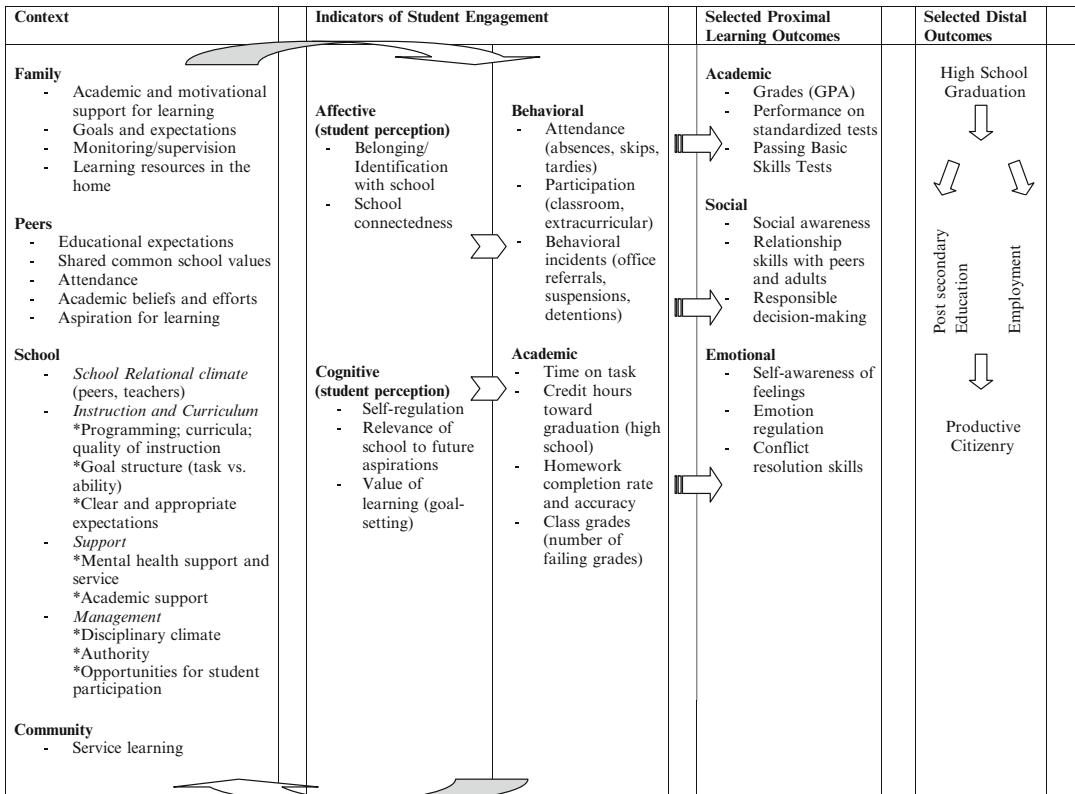 Context
Indicators of Student Engagement
Selected Proximal
Learning Outcomes
Selected Distal
Outcomes
Family
- Academic and motivational
support for learning
- Goals and expectations
- Monitoring/supervision
- Learning resources in the
home
Peers
- Educational expectations
- Shared common school values
- Attendance
- Academic beliefs and efforts
- Aspiration for learning
School
- School Relational climate
(peers, teachers)
- Instruction and Curriculum
*Programming; curricula;
quality of instruction
*Goal structure (task vs.
ability)
*Clear and appropriate
expectations
- Support
*Mental health support and
service
*Academic support
- Management
*Disciplinary climate
*Authority
*Opportunities for student
participation
Community
- Service learning
Affective
(student perception)
- Belonging/
Identification
with school
- School
connectedness
Cognitive
(student perception)
- Self-regulation
- Relevance of
school to future
aspirations
- Value of
learning (goal-
setting)
Behavioral
- Attendance
(absences, skips,
tardies)
- Participation
(classroom,
extracurricular)
- Behavioral
incidents (office
referrals,
suspensions,
detentions)
Academic
- Time on task
- Credit hours
toward
graduation (high
school)
- Homework
completion rate
and accuracy
- Class grades
(number of
failing grades)
Academic
- Grades (GPA)
- Performance on
standardized tests
- Passing Basic
Skills Tests
Social
- Social awareness
- Relationship
skills with peers
and adults
- Responsible
decision-making
Emotional
- Self-awareness of
feelings
- Emotion
regulation
- Conflict
resolution skills
High School
Graduation
Post secondary
Education
Employment
Productive
Citizenry